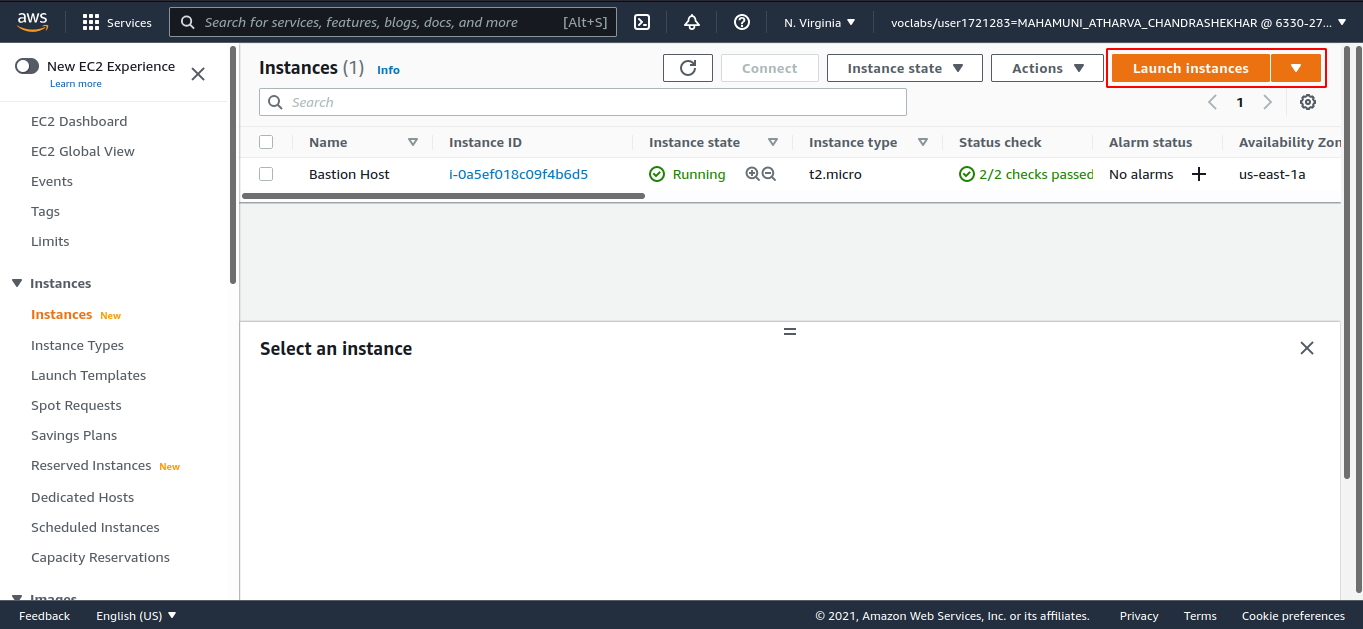 aws
Services
Search for services, features, blogs, docs, and more [Alt+S]
N. Virginia
voclabs/user1721283=MAHAMUNI_ATHARVA_CHANDRASHEKHAR @ 6330-27...
New EC2 Experience
Learn more
EC2 Dashboard
EC2 Global View
Events
Tags
Limits
Instances
Instances New
Instance Types
Launch Templates
Spot Requests
Savings Plans
Reserved Instances New
Dedicated Hosts
Scheduled Instances
Capacity Reservations
Images
Instances (1) Info
Connect
Instance state
Actions
Launch instances
Search
1
Name Instance ID Instance state Instance type Status check Alarm status Availability Zon
Bastion Host i-0a5ef018c09f4b6d5 Running t2.micro 2/2 checks passed No alarms us-east-1a
Select an instance
Feedback English (US) © 2021, Amazon Web Services, Inc. or its affiliates. Privacy Terms Cookie preferences